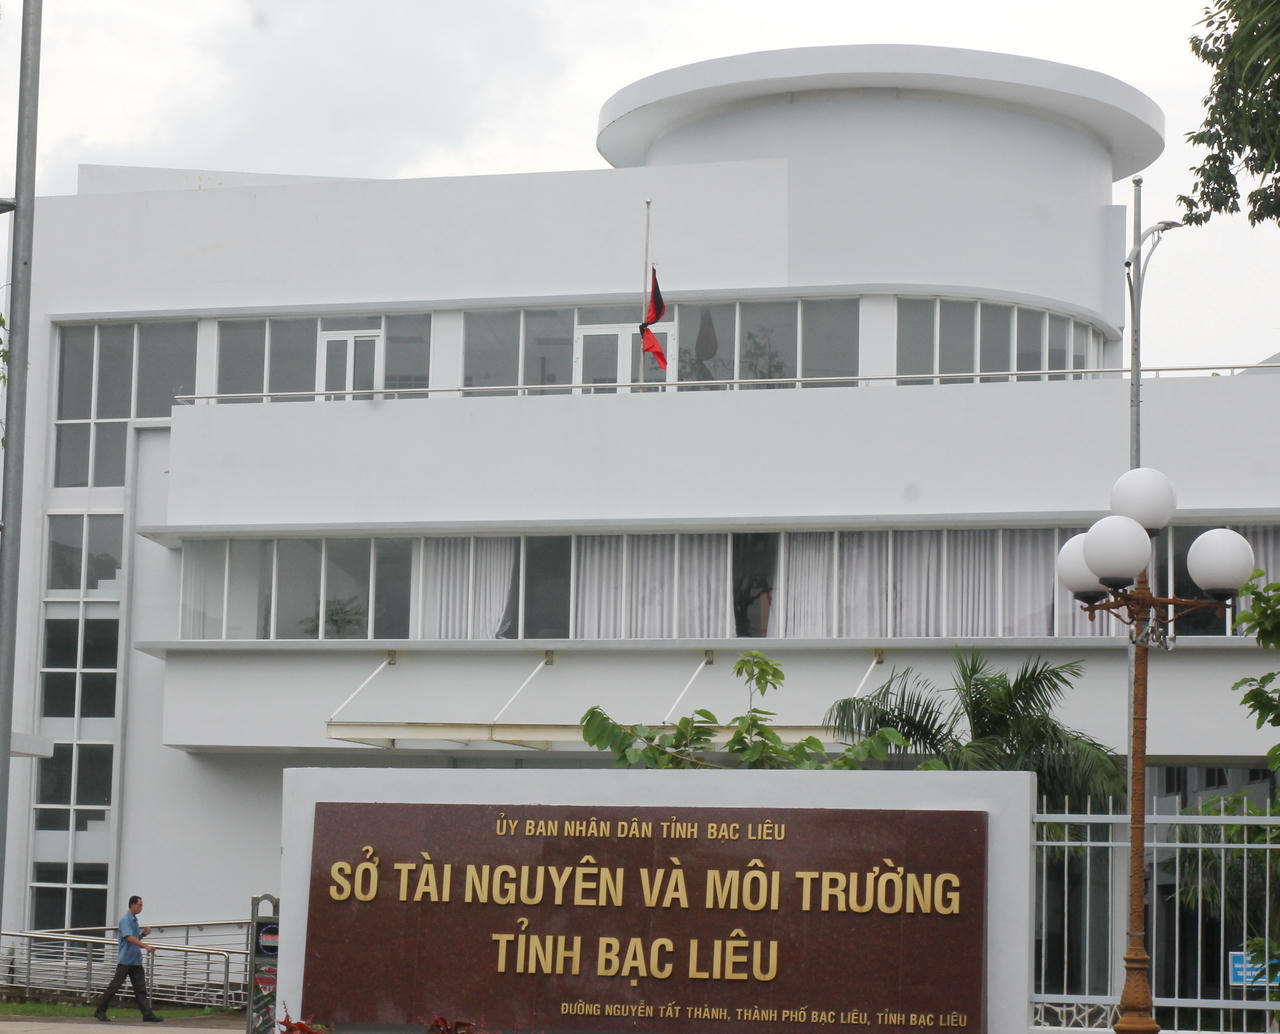 ỦY BAN NHÂN DÂN TỈNH BẠC LIÊU
SỞ TÀI NGUYÊN VÀ MÔI TRƯỜNG
TỈNH BẠC LIÊU
ĐƯỜNG NGUYỄN TẤT THÀNH, THÀNH PHỐ BẠC LIÊU, TỈNH BẠC LIÊU